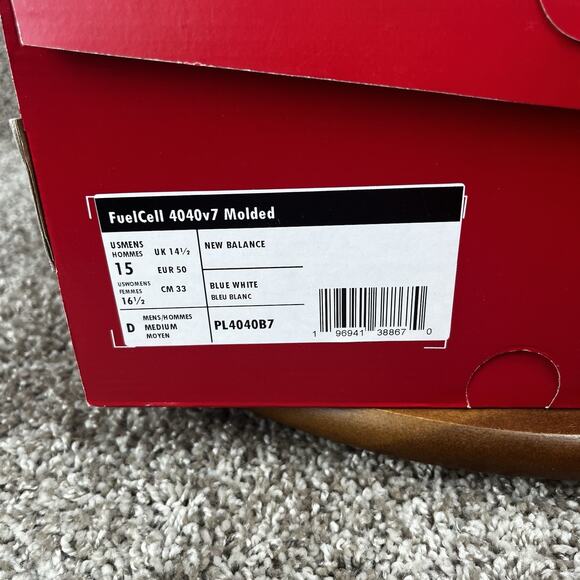 FuelCell 4040v7 Molded
USMENS
HOMMES
15
UK 14½
EUR 50
NEW BALANCE
USWOMENS
FEMMES
16½
CM 33
BLUE WHITE
BLEU BLANC
D
MENS/HOMMES
MEDIUM
MOYEN
PL4040B7
1 96941 38867 0